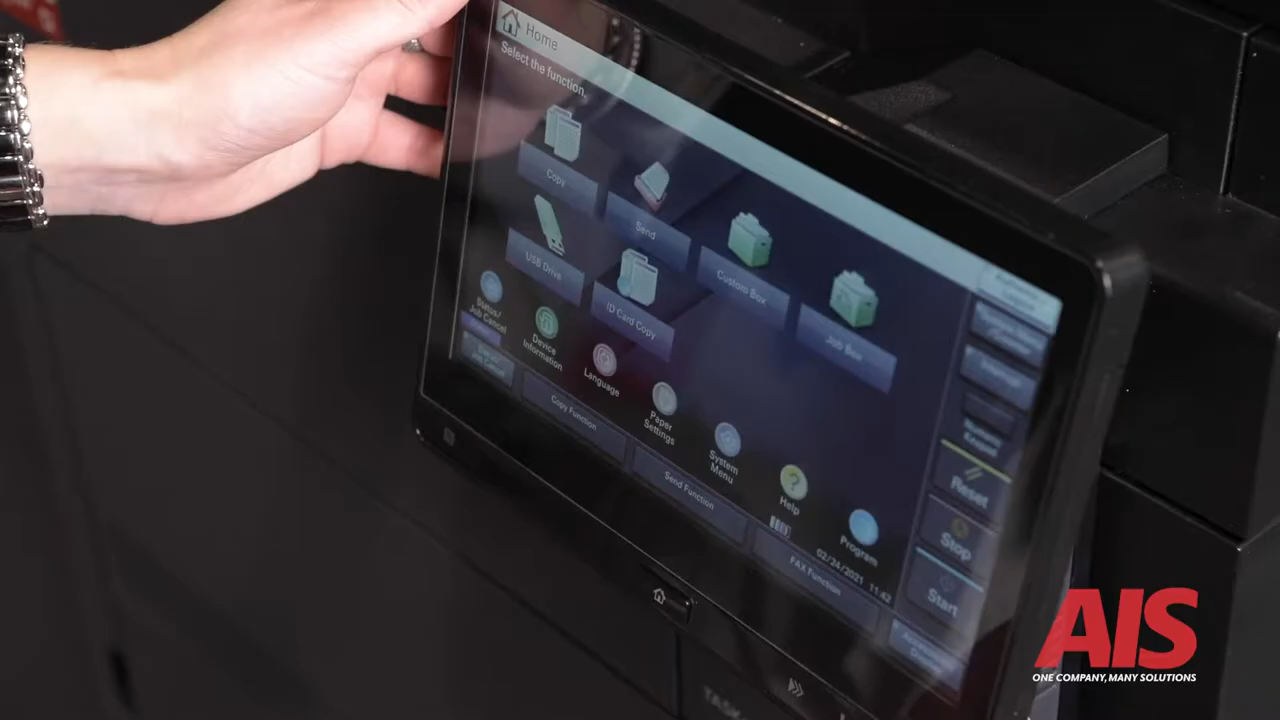 Home
Select the function.
Copy
Send
Custom Box
Job Box
USB Drive
ID Card Copy
Status/
Job Cancel
Device
Information
Language
Paper
Settings
System
Menu
Help
Program
02/24/2021 11:42
Copy Function
Send Function
FAX Function
Reset
Stop
Start
AIS
ONE COMPANY, MANY SOLUTIONS